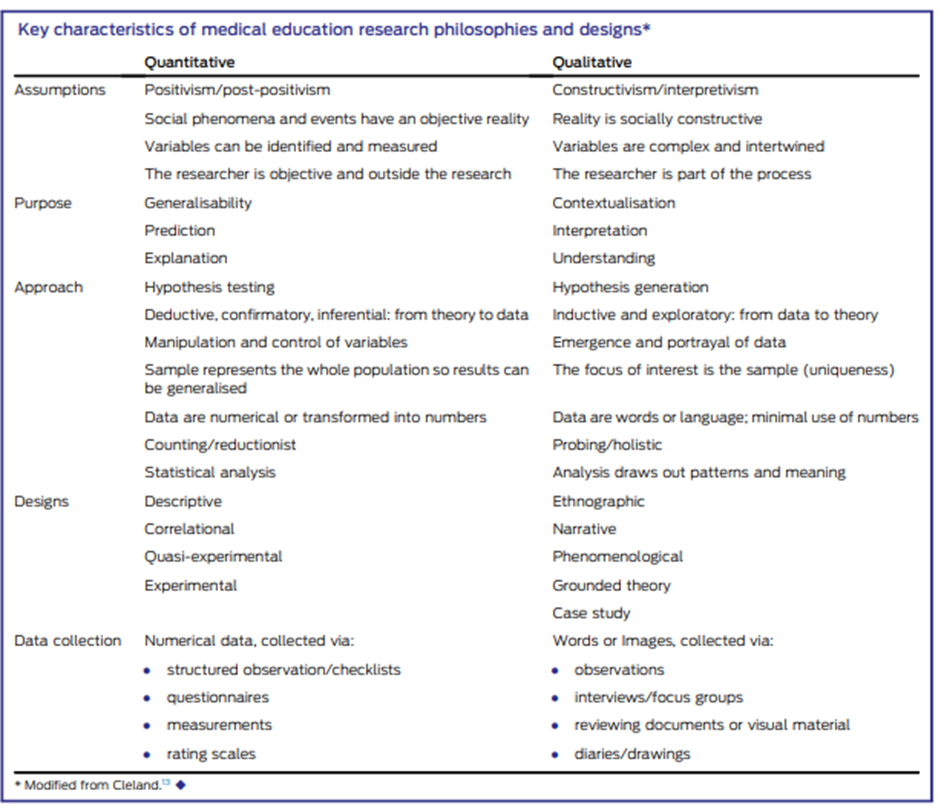 Key characteristics of medical education research philosophies and designs*
Quantitative Qualitative
Assumptions Positivism/post-positivism Constructivism/interpretivism
Social phenomena and events have an objective reality Reality is socially constructive
Variables can be identified and measured Variables are complex and intertwined
The researcher is objective and outside the research The researcher is part of the process
Purpose Generalisability Contextualisation
Prediction Interpretation
Explanation Understanding
Approach Hypothesis testing Hypothesis generation
Deductive, confirmatory, inferential: from theory to data Inductive and exploratory: from data to theory
Manipulation and control of variables Emergence and portrayal of data
Sample represents the whole population so results can The focus of interest is the sample (uniqueness)
be generalised
Data are numerical or transformed into numbers Data are words or language; minimal use of numbers
Counting/reductionist Probing/holistic
Statistical analysis Analysis draws out patterns and meaning
Designs Descriptive Ethnographic
Correlational Narrative
Quasi-experimental Phenomenological
Experimental Grounded theory
Case study
Data collection Numerical data, collected via: Words or Images, collected via:
• structured observation/checklists • observations
• questionnaires • interviews/focus groups
• measurements • reviewing documents or visual material
• rating scales • diaries/drawings
* Modified from Cleland.13 ◆